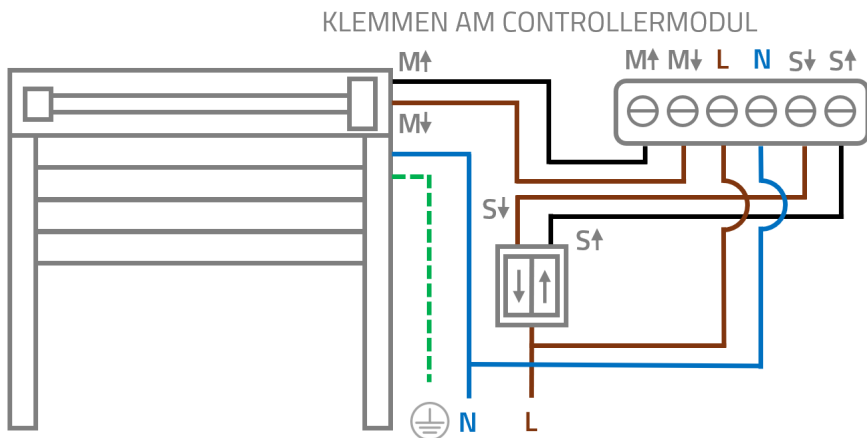 KLEMMEN AM CONTROLLERMODUL
M↑ M↓ L N S↓ S↑
M↑
M↓
S↓
S↑
N L